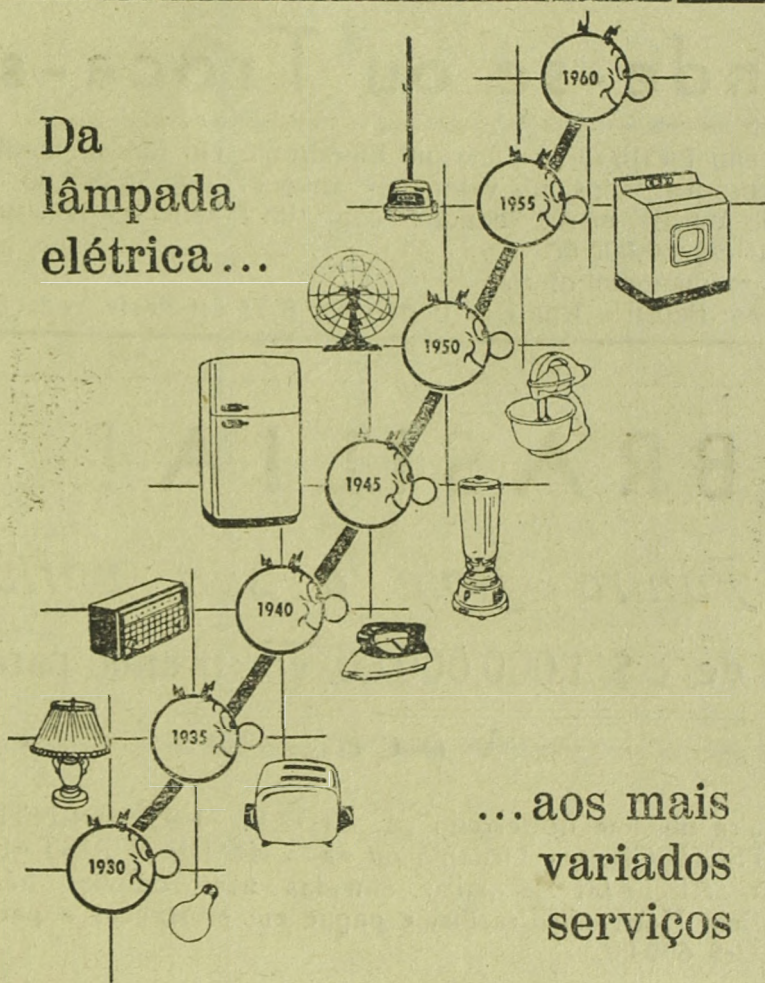 Da
lâmpada
elétrica...
1960
1955
1950
1945
1940
1935
1930
...aos mais
variados
serviços